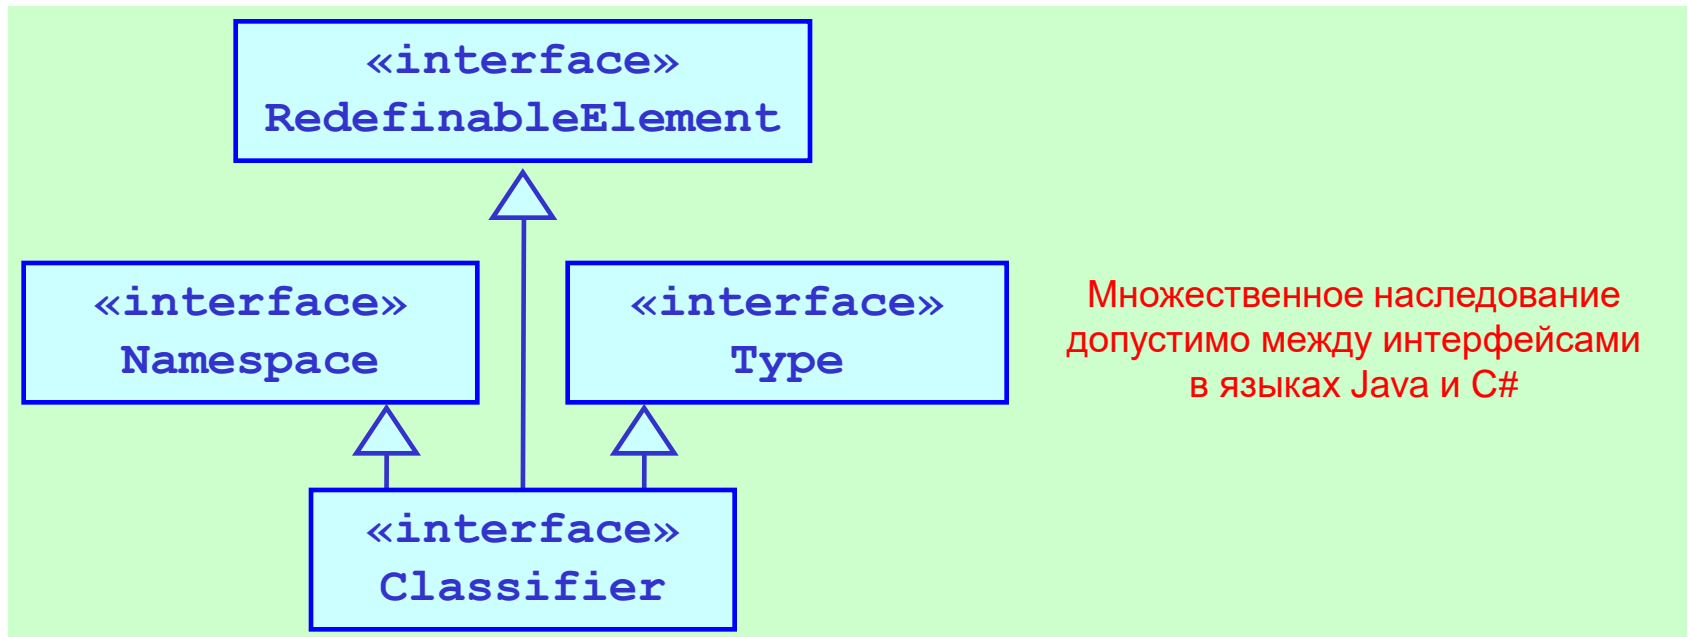 «interface»
RedefinableElement
«interface»
Namespace
«interface»
Type
Множественное наследование
допустимо между интерфейсами
в языках Java и C#
«interface»
Classifier